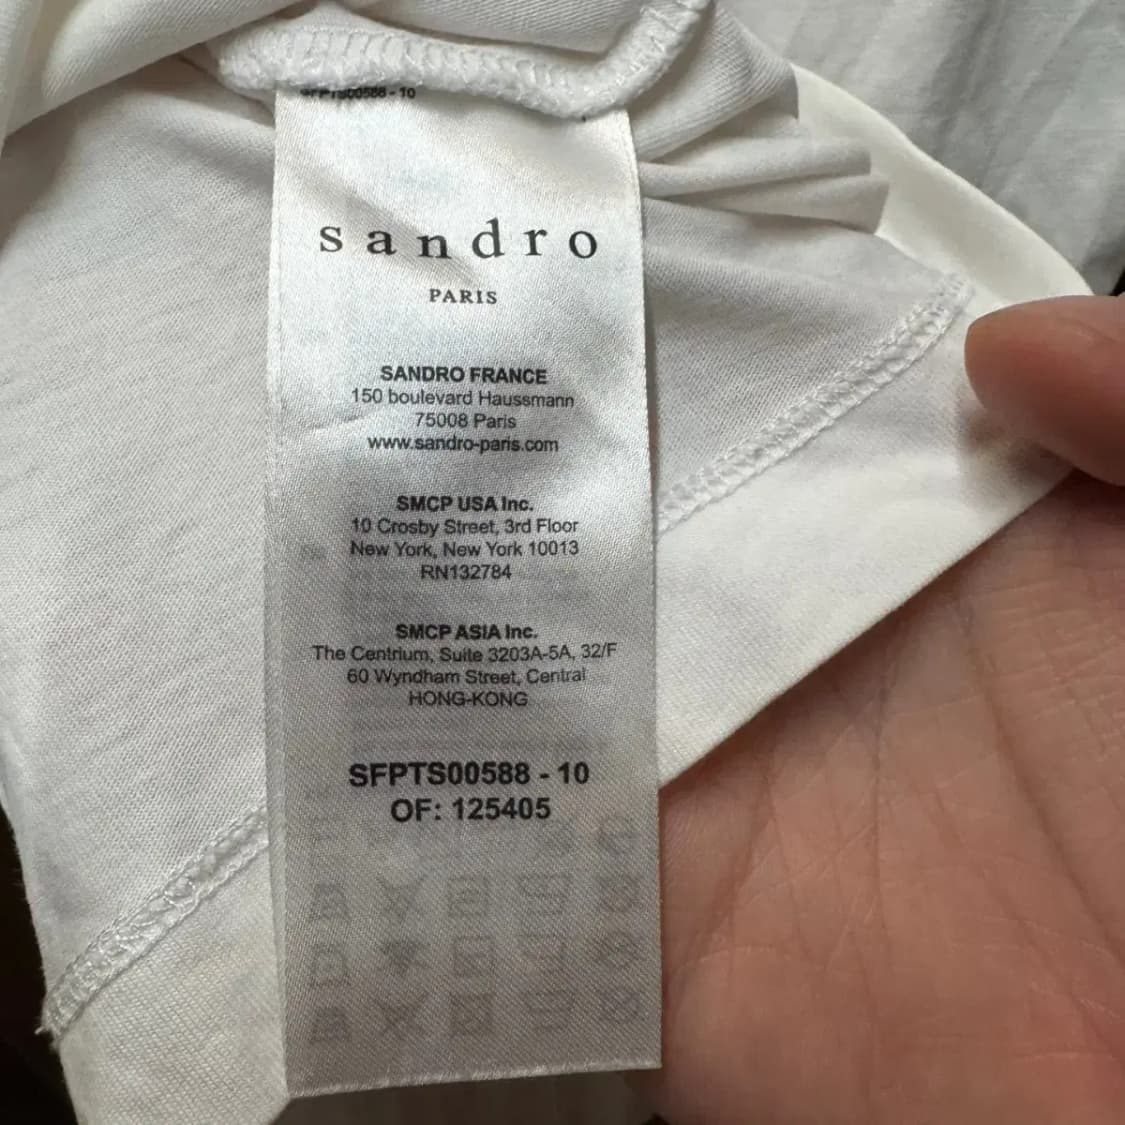 SFPTS00588 - 10
sandro
PARIS
SANDRO FRANCE
150 boulevard Haussmann
75008 Paris
www.sandro-paris.com
SMCP USA Inc.
10 Crosby Street, 3rd Floor
New York, New York 10013
RN132784
SMCP ASIA Inc.
The Centrium, Suite 3203A-5A, 32/F
60 Wyndham Street, Central
HONG-KONG
SFPTS00588 - 10
OF: 125405